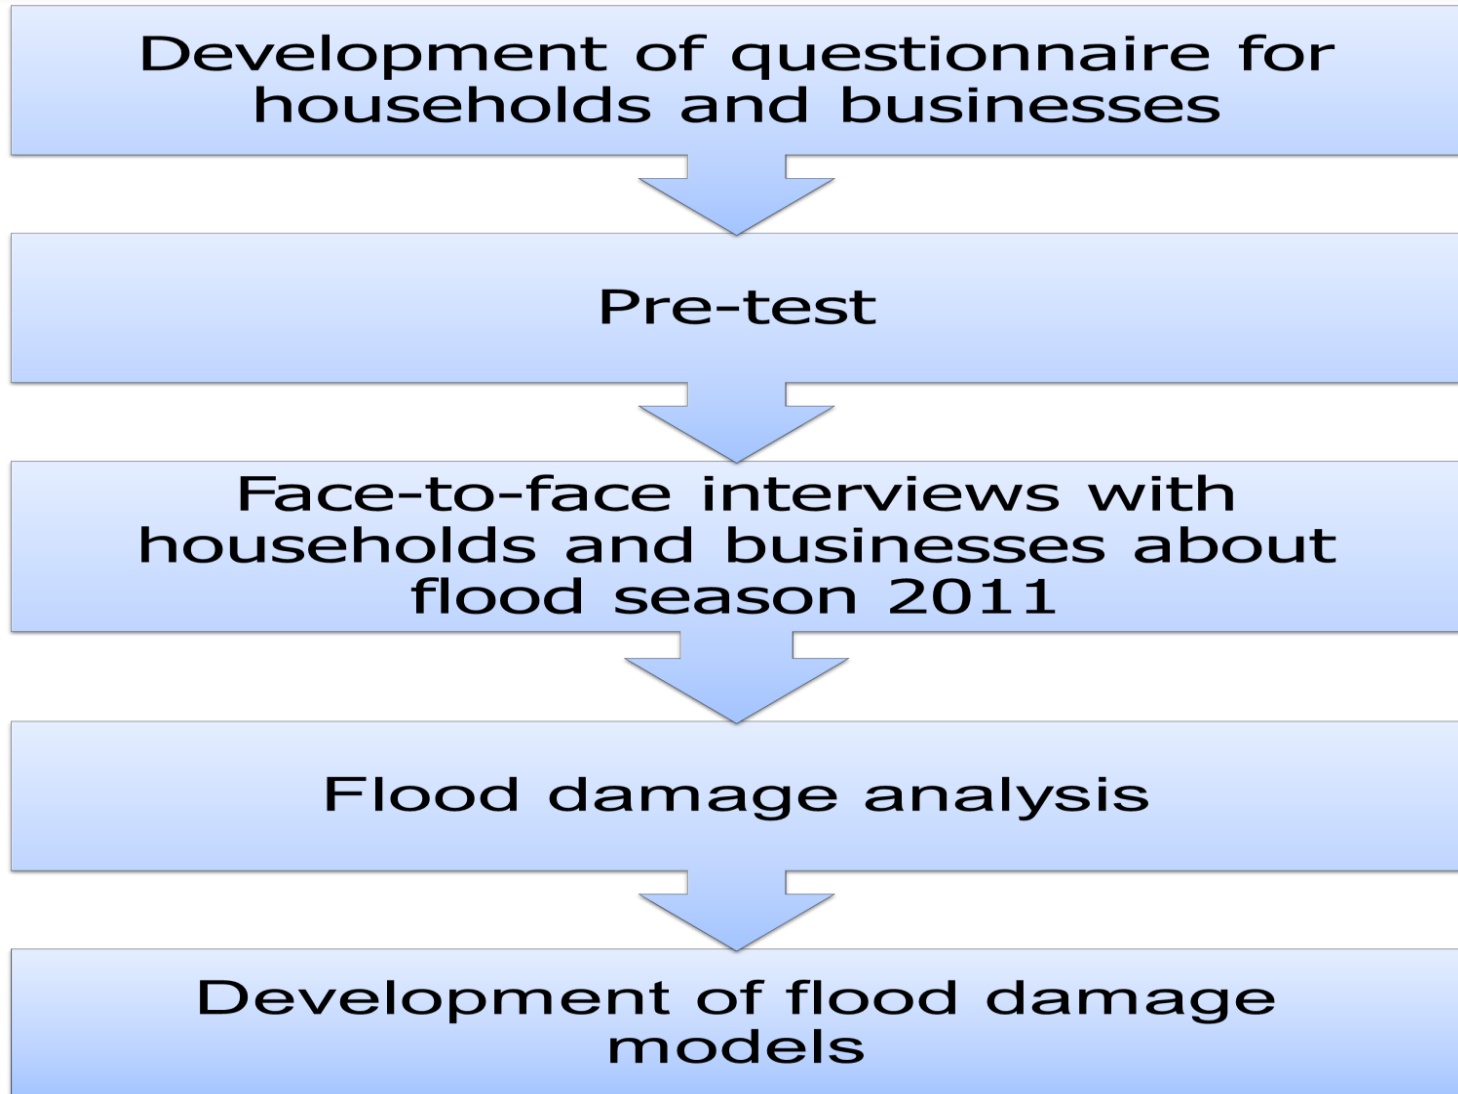 Development of questionnaire for
households and businesses
Pre-test
Face-to-face interviews with
households and businesses about
flood season 2011
Flood damage analysis
Development of flood damage
models